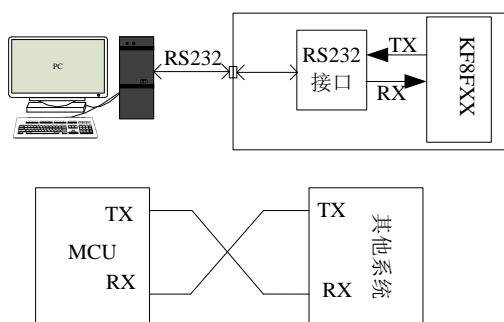 PC
RS232
RS232
接口
TX
RX
KF8FXX
TX
MCU
RX
TX
RX
其他系统